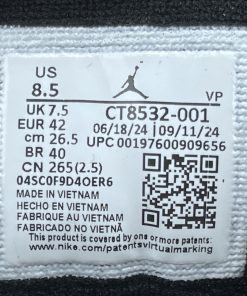 US
8.5
VP
UK 7.5
EUR 42
cm 26.5
BR 40
CN 265(2.5)
CT8532-001
06/18/24 09/11/24
UPC 00197600909656
04SC0F9D4OER6
MADE IN VIETNAM
HECHO EN VIETNAM
FABRIQUE AU VIETNAM
FABRICADO NO VIETNÃ
This product is covered by one or more patents.
www.nike.com/patentsvirtualmarking